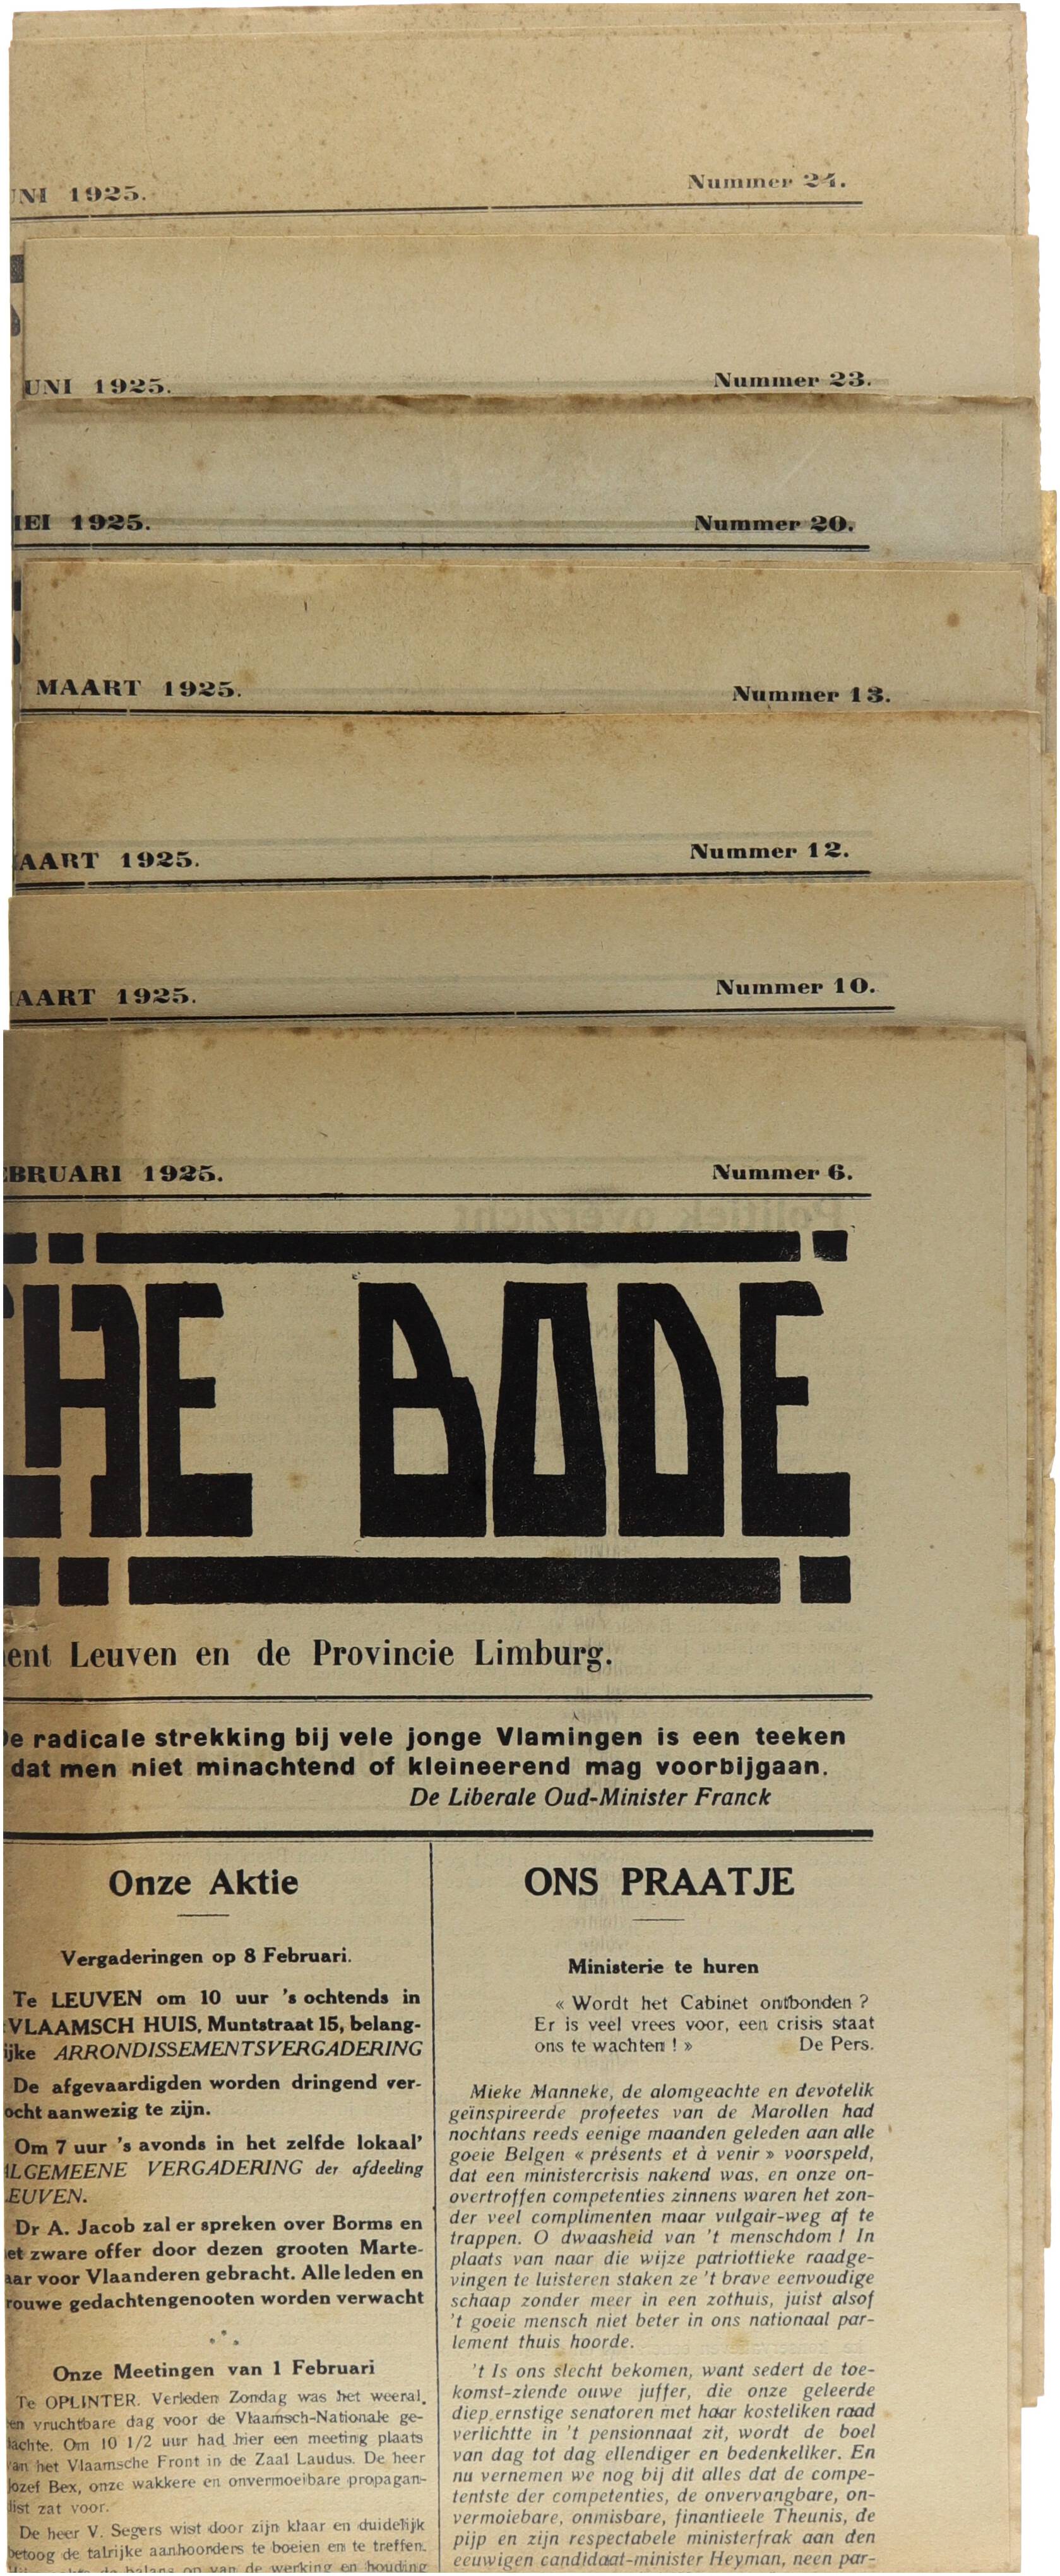 1925.
Nummer 24.
UNI 1925.
Nummer 23.
1925.
Nummer 20.
MAART 1925.
Nummer 13.
AART 1925.
Nummer 12.
AART 1925.
Nummer 10.
BRUARI 1925.
Nummer 6.
HE BODE
ent Leuven en de Provincie Limburg.
e radicale strekking bij vele jonge Vlamingen is een teeken
dat men niet minachtend of kleineerend mag voorbijgaan.
De Liberale Oud-Minister Franck
Onze Aktie
Vergaderingen op 8 Februari.
Te LEUVEN om 10 uur 's ochtends in
VLAAMSCH HUIS, Muntstraat 15, belang-
ijke ARRONDISSEMENTSVERGADERING
De afgevaardigden worden dringend ver-
ocht aanwezig te zijn.
Om 7 uur 's avonds in het zelfde lokaal'
LGEMEENE VERGADERING der afdeeling
EUVEN.
Dr A. Jacob zal er spreken over Borms en
et zware offer door dezen grooten Marte-
aar voor Vlaanderen gebracht. Alle leden en
rouwe gedachtengenooten worden verwacht
Onze Meetingen van 1 Februari
Te OPLINTER. Verleden Zondag was het weeral
en vruchtbare dag voor de Vlaamsch-Nationale ge-
achte. Om 10 1/2 uur had hier een meeting plaats
an het Vlaamsche Front in de Zaal Laudus. De heer
Jozef Bex, onze wakkere en onvermoeibare propagan-
dist zat voor.
De heer V. Segers wist door zijn klaar en duidelijk
betoog de talrijke aanhoorders te boeien en te treffen.
de balans op van de werking en houding
ONS PRAATJE
Ministerie te huren
« Wordt het Cabinet ontbonden ?
Er is veel vrees voor, een crisis staat
ons te wachten ! » De Pers.
Mieke Manneke, de alomgeachte en devotelik
geïnspireerde profeetes van de Marollen had
nochtans reeds eenige maanden geleden aan alle
goeie Belgen « présents et à venir » voorspeld,
dat een ministercrisis nakend was, en onze on-
overtroffen competenties zinnens waren het zon-
der veel complimenten maar vulgair-weg af te
trappen. O dwaasheid van 't menschdom ! In
plaats van naar die wijze patriottieke raadge-
vingen te luisteren staken ze 't brave eenvoudige
schaap zonder meer in een zothuis, juist alsof
't goeie mensch niet beter in ons nationaal par-
lement thuis hoorde.
't Is ons slecht bekomen, want sedert de toe-
komst-ziende ouwe juffer, die onze geleerde
diep ernstige senatoren met haar kosteliken raad
verlichtte in 't pensionnaat zit, wordt de boel
van dag tot dag ellendiger en bedenkeliker. En
nu vernemen we nog bij dit alles dat de compe-
tentste der competenties, de onvervangbare, on-
vermoeibare, onmisbare, finantieele Theunis, de
pijp en zijn respectabele ministerfrak aan den
eeuwigen candidaat-minister Heyman, neen par-